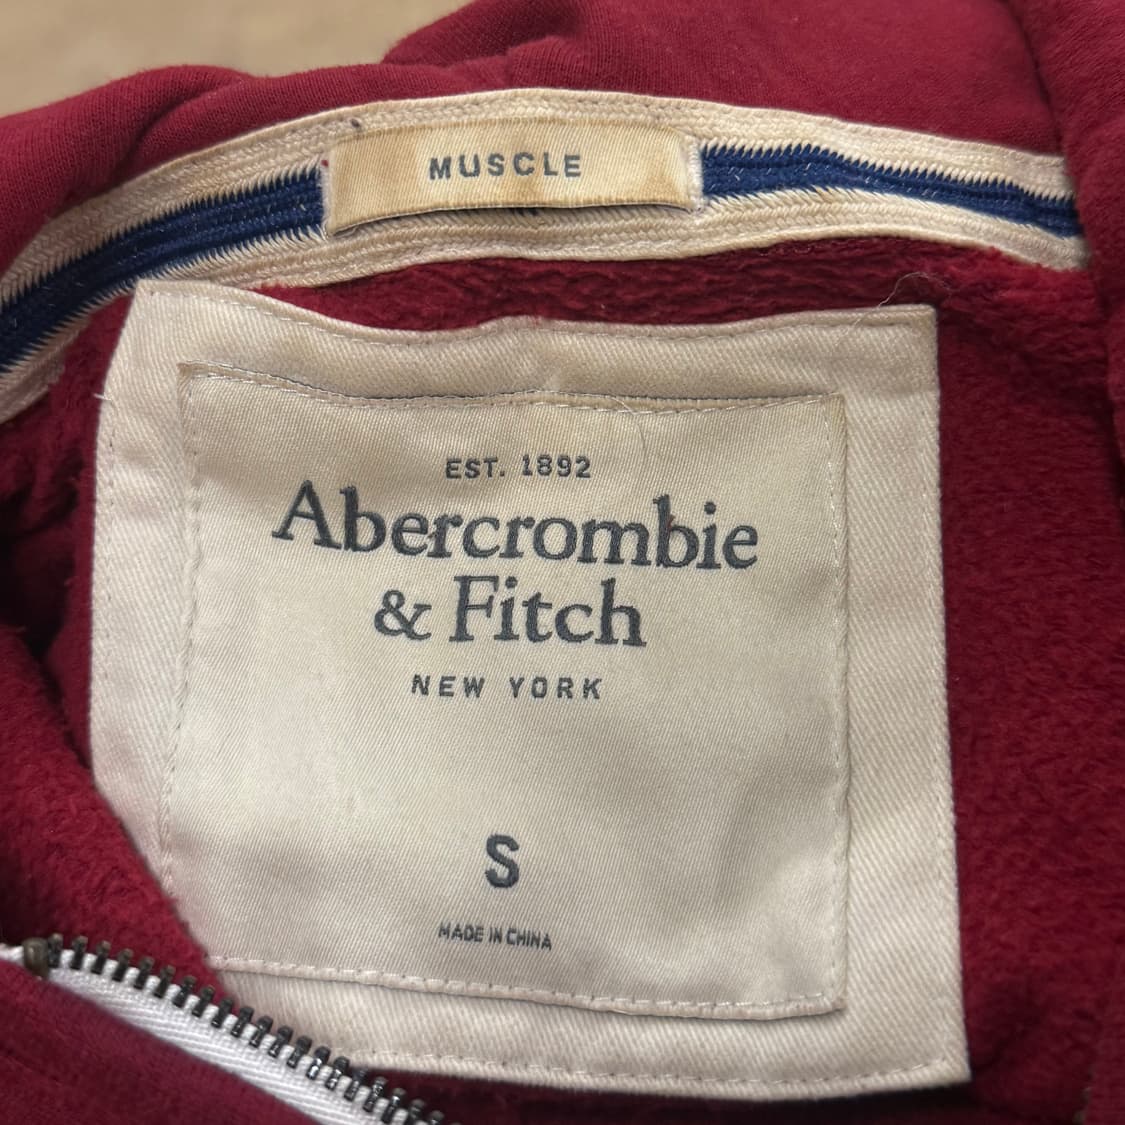 MUSCLE
EST. 1892
Abercrombie
& Fitch
NEW YORK
S
MADE IN CHINA